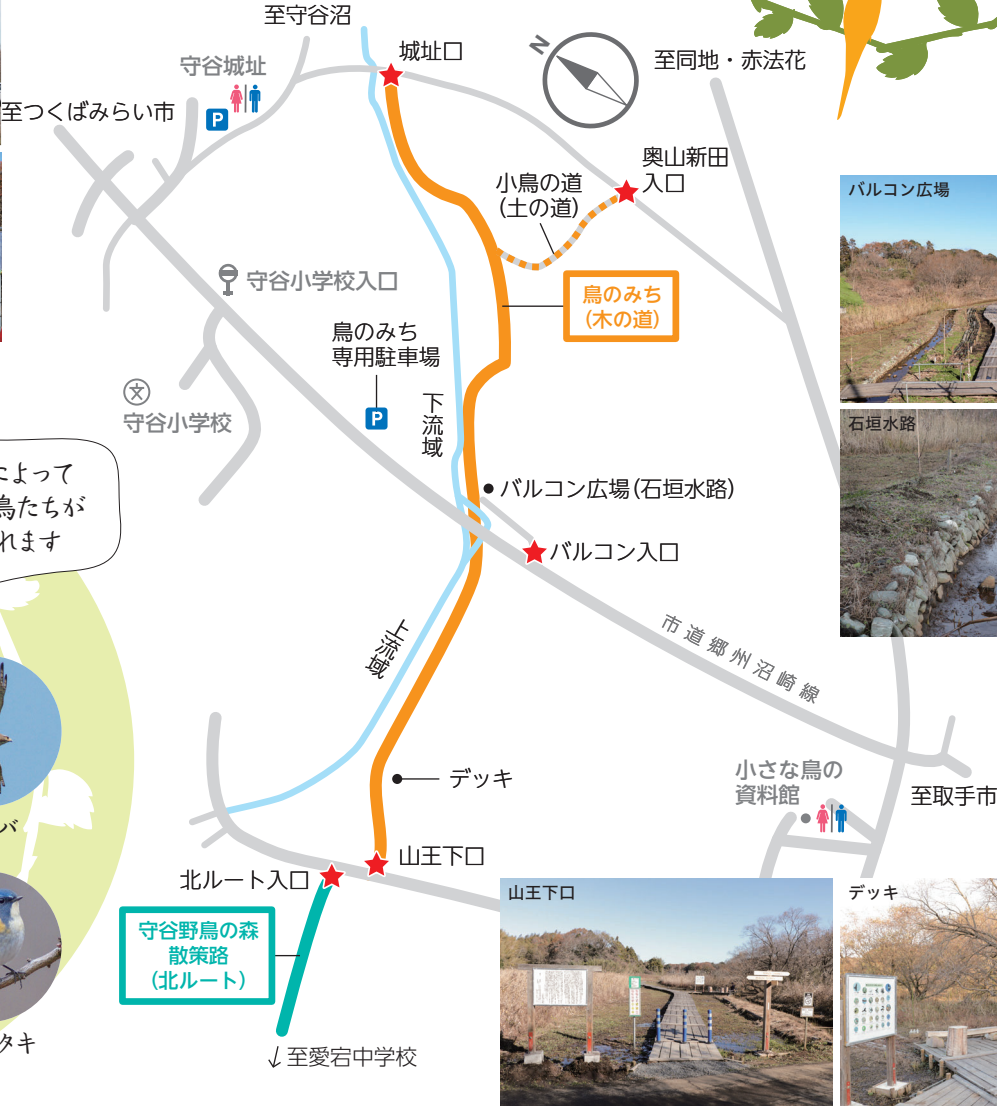 至守谷沼
城址口
守谷城址
P
至つくばみらい市
N
至同地・赤法花
奥山新田
入口
小鳥の道
(土の道)
バルコン広場
守谷小学校入口
鳥のみち
(木の道)
鳥のみち
専用駐車場
P
文
守谷小学校
下流域
石垣水路
によって
鳥たちが
れます
バルコン広場(石垣水路)
バルコン入口
上流域
市道郷州沼崎線
デッキ
小さな鳥の
資料館
至取手市
バ
山王下口
北ルート入口
守谷野鳥の森
散策路
(北ルート)
山王下口
デッキ
タキ
↓至愛宕中学校